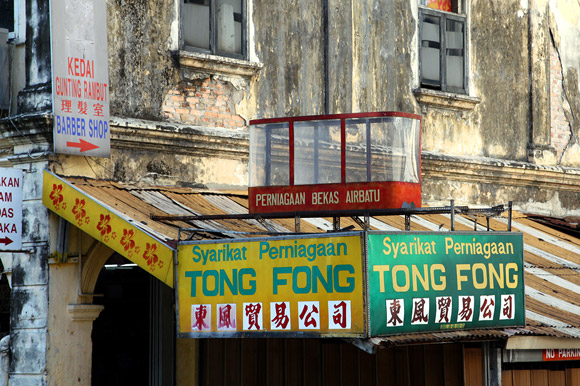 KEDAI
GUNTING RAMBUT
理髮室
BARBER SHOP
PERNIAGAAN BEKAS AIRBATU
Syarikat Perniagaan
TONG FONG
東風貿易公司
Syarikat Perniagaan
TONG FONG
東風貿易公司
NO PARKIN